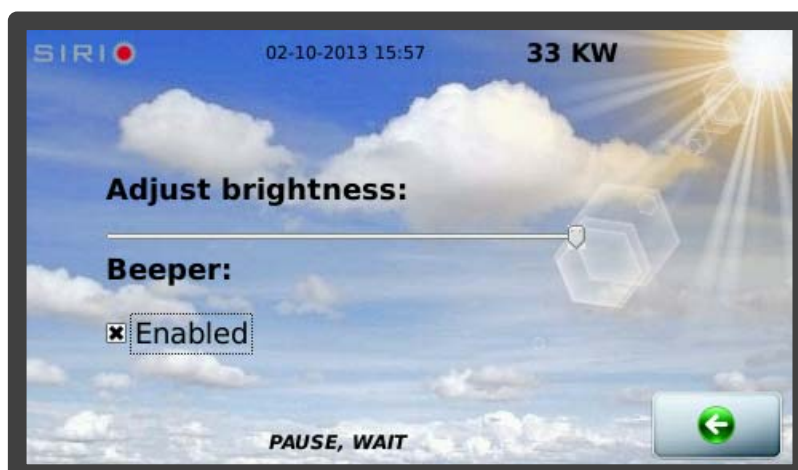 SIRIO 02-10-2013 15:57 33 KW
Adjust brightness:
Beeper:
Enabled
PAUSE, WAIT